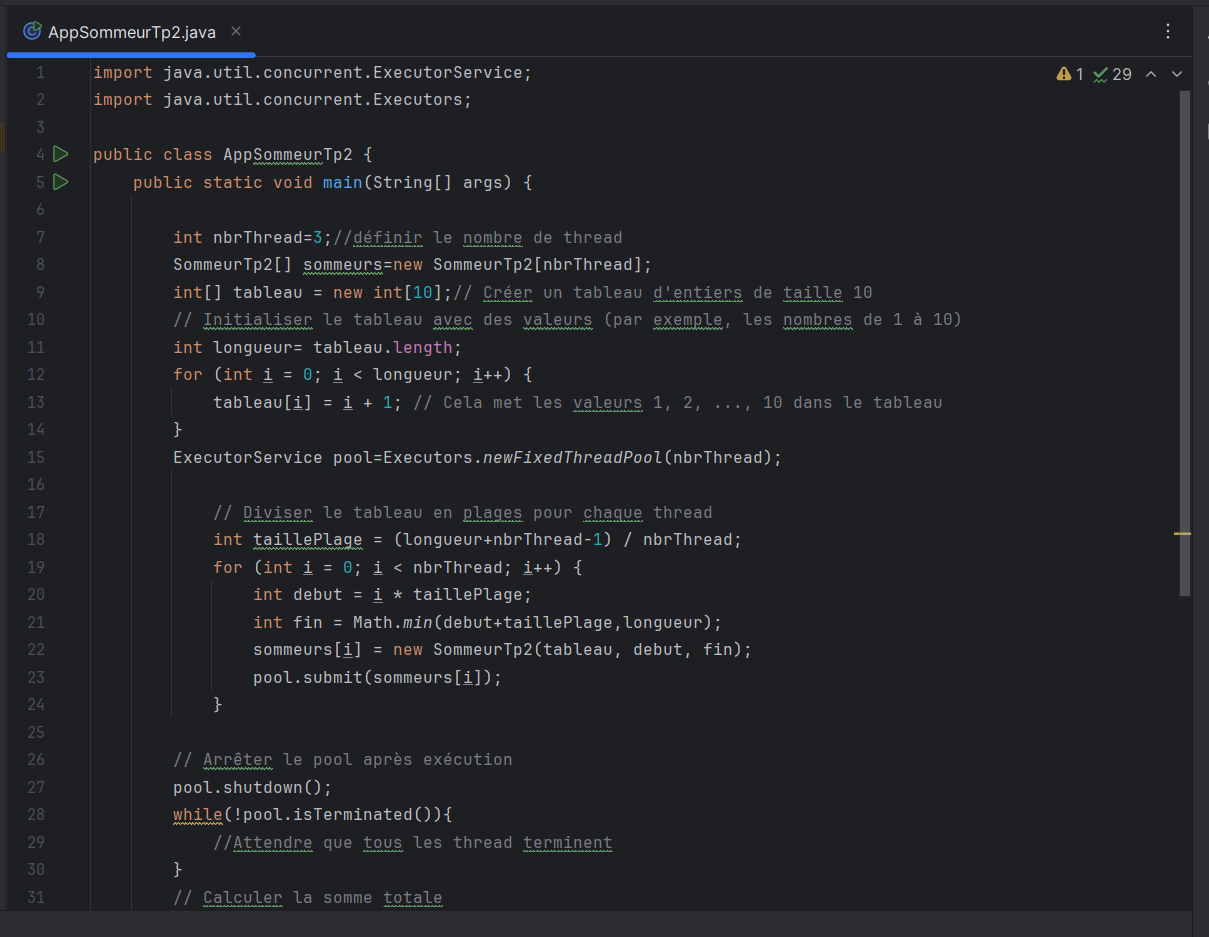 AppSommeurTp2.java
1 29
1 import java.util.concurrent.ExecutorService;
2 import java.util.concurrent.Executors;
3
4 public class AppSommeurTp2 {
5 public static void main(String[] args) {
6
7 int nbrThread=3;//définir le nombre de thread
8 SommeurTp2[] sommeurs=new SommeurTp2[nbrThread];
9 int[] tableau = new int[10];// Créer un tableau d'entiers de taille 10
10 // Initialiser le tableau avec des valeurs (par exemple, les nombres de 1 à 10)
11 int longueur= tableau.length;
12 for (int i = 0; i < longueur; i++) {
13 tableau[i] = i + 1; // Cela met les valeurs 1, 2, ..., 10 dans le tableau
14 }
15 ExecutorService pool=Executors.newFixedThreadPool(nbrThread);
16
17 // Diviser le tableau en plages pour chaque thread
18 int taillePlage = (longueur+nbrThread-1) / nbrThread;
19 for (int i = 0; i < nbrThread; i++) {
20 int debut = i * taillePlage;
21 int fin = Math.min(debut+taillePlage,longueur);
22 sommeurs[i] = new SommeurTp2(tableau, debut, fin);
23 pool.submit(sommeurs[i]);
24 }
25
26 // Arrêter le pool après exécution
27 pool.shutdown();
28 while(!pool.isTerminated()){
29 //Attendre que tous les thread terminent
30 }
31 // Calculer la somme totale